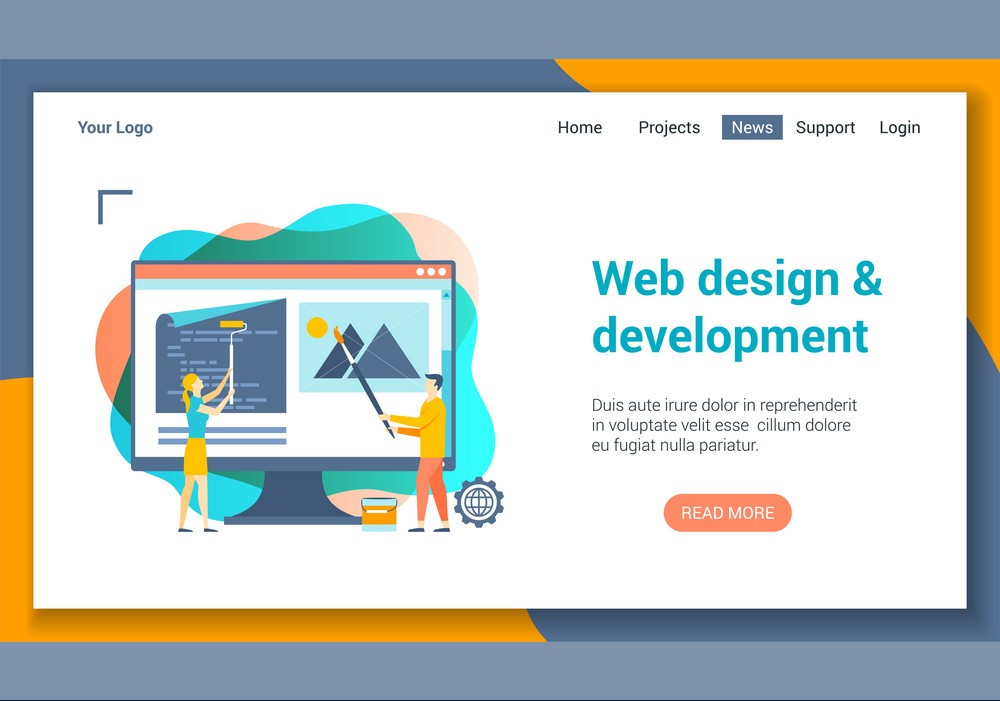 Your Logo
Home Projects News Support Login
Web design &
development
Duis aute irure dolor in reprehenderit
in voluptate velit esse  cillum dolore
eu fugiat nulla pariatur.
READ MORE